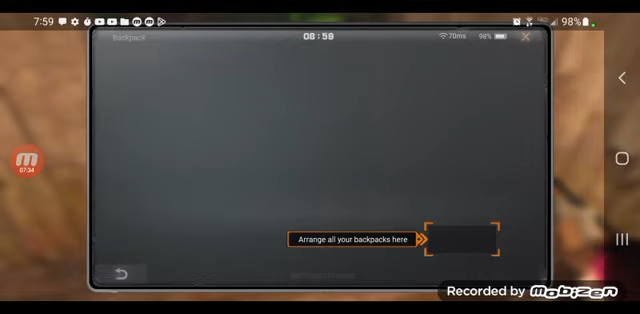 7:59
98%
Backpack
08:59
70ms
98%
m
07:34
Arrange all your backpacks here
Recorded by Mobizen